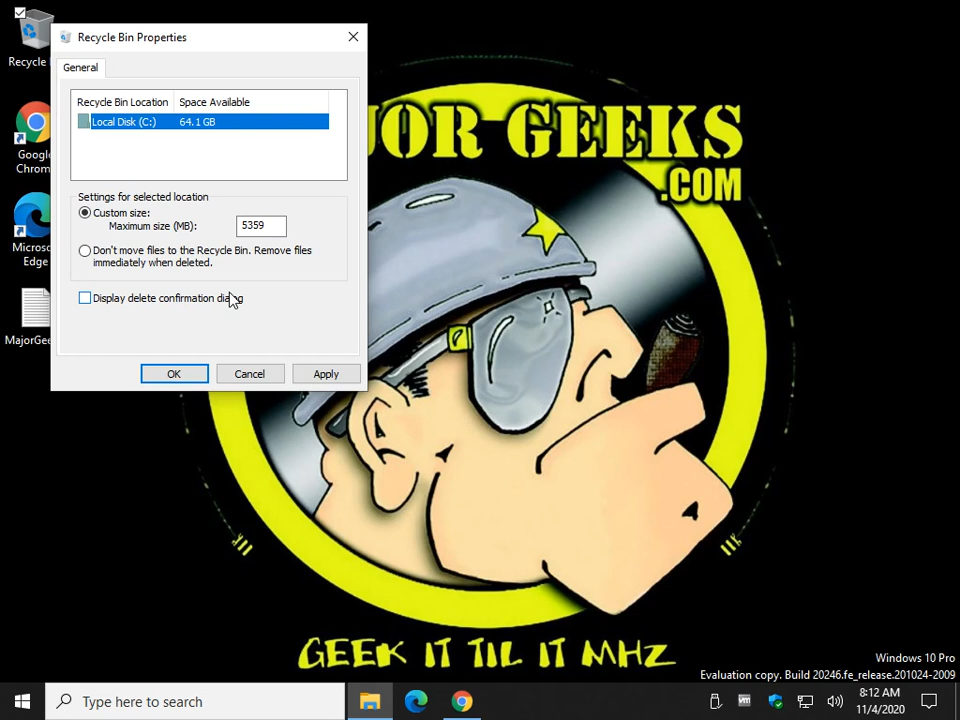 Recycle Bin Properties
General
Recycle Bin Location Space Available
Local Disk (C:) 64.1 GB
Settings for selected location
Custom size:
Maximum size (MB): 5359
Don't move files to the Recycle Bin. Remove files
immediately when deleted.
Display delete confirmation
OK Cancel Apply
Recycle
Google
Chrom
Micros
Edge
MajorGee
JOR GEEKS
.COM
GEEK IT TIL IT MHZ
Windows 10 Pro
Evaluation copy. Build 20246.fe_release.201024-2009
Type here to search
8:12 AM
11/4/2020